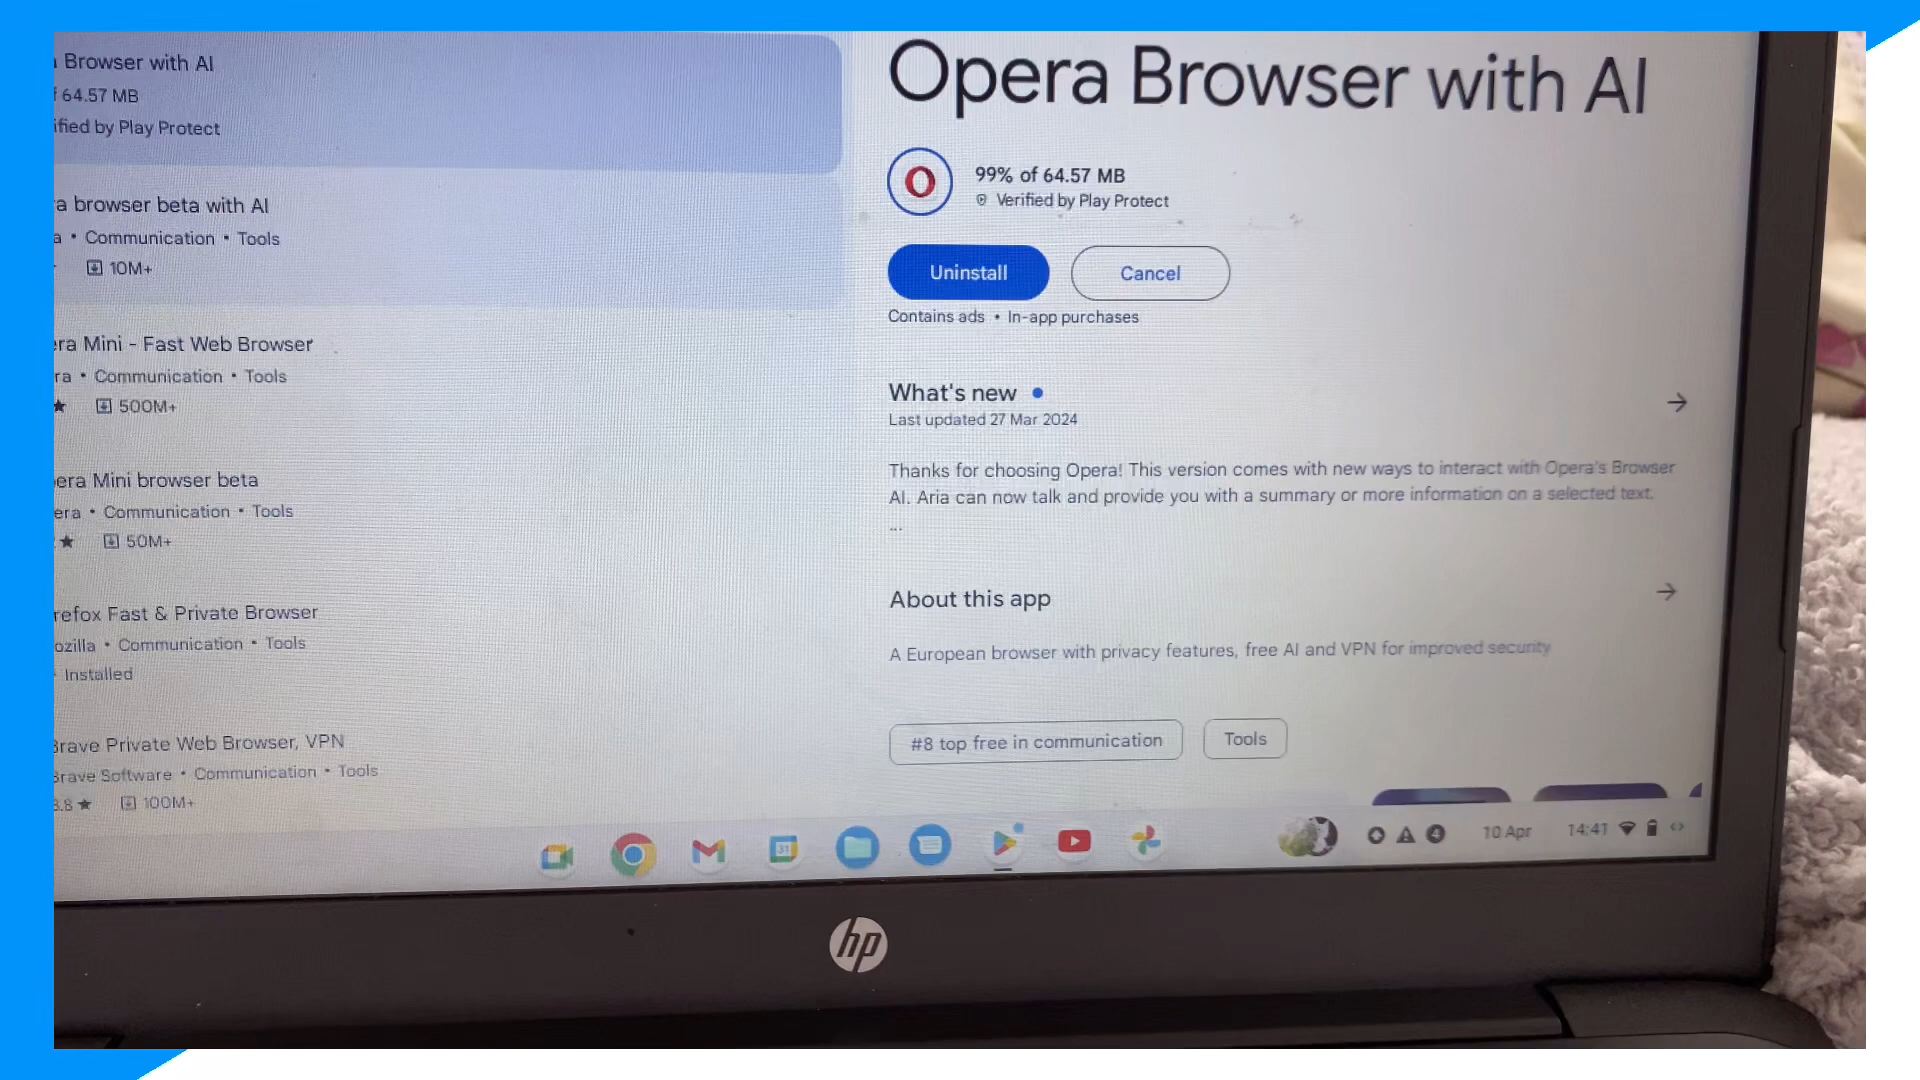 Browser with AI
64.57 MB
ified by Play Protect
a browser beta with AI
a • Communication • Tools
10M+
era Mini - Fast Web Browser
ra • Communication • Tools
★ 500M+
era Mini browser beta
era • Communication • Tools
★ 50M+
refox Fast & Private Browser
ozilla • Communication • Tools
Installed
Brave Private Web Browser, VPN
Brave Software • Communication • Tools
3.8 ★ 100M+
Opera Browser with AI
99% of 64.57 MB
Verified by Play Protect
Uninstall
Cancel
Contains ads • In-app purchases
What's new
Last updated 27 Mar 2024
Thanks for choosing Opera! This version comes with new ways to interact with Opera's Browser
AI. Aria can now talk and provide you with a summary or more information on a selected text.
...
About this app
A European browser with privacy features, free AI and VPN for improved security
#8 top free in communication
Tools
31
4
10 Apr
14:41
hp